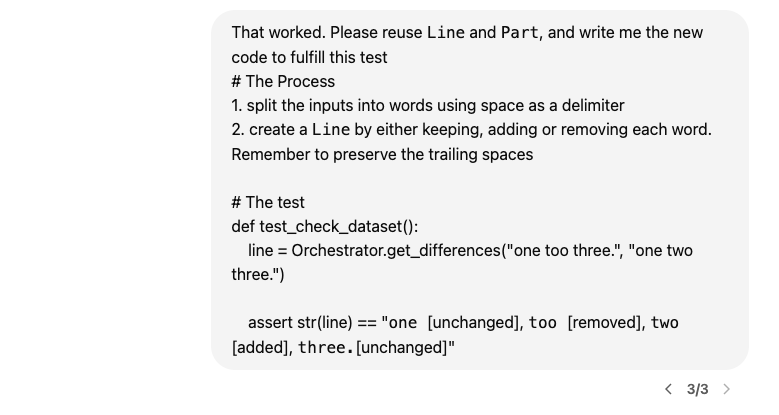 That worked. Please reuse Line and Part, and write me the new
code to fulfill this test
# The Process
1. split the inputs into words using space as a delimiter
2. create a Line by either keeping, adding or removing each word.
Remember to preserve the trailing spaces
# The test
def test_check_dataset():
line = Orchestrator.get_differences("one too three.", "one two
three.")
assert str(line) == "one [unchanged], too [removed], two
[added], three.[unchanged]"
3/3